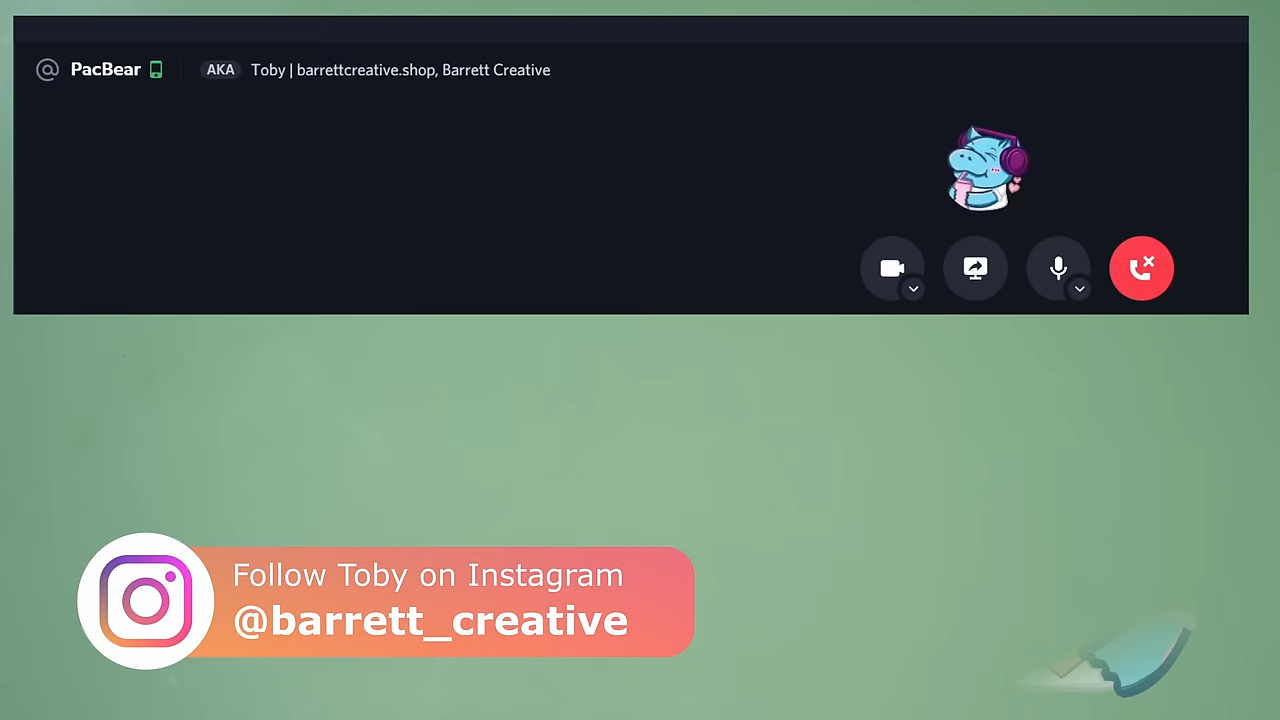 @ PacBear AKA Toby | barrettcreative.shop, Barrett Creative
Follow Toby on Instagram
@barrett_creative